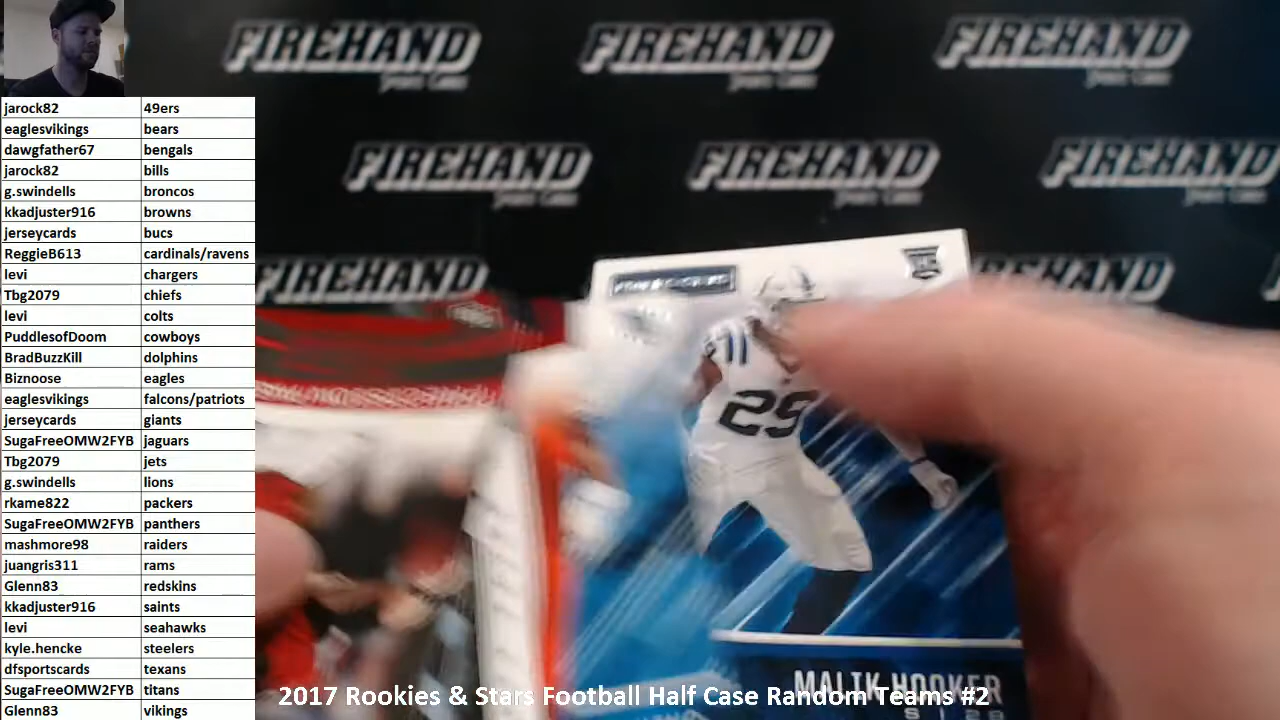 FIREHAND FIREHAND FIREHAND
FIREHAND FIREHAND FIREHAND
FIREHAND
jarock82 49ers
eaglesvikings bears
dawgfather67 bengals
jarock82 bills
g.swindells broncos
kkadjuster916 browns
jerseycards bucs
ReggieB613 cardinals/ravens
levi chargers
Tbg2079 chiefs
levi colts
PuddlesofDoom cowboys
BradBuzzKill dolphins
Biznoose eagles
eaglesvikings falcons/patriots
jerseycards giants
SugaFreeOMW2FYB jaguars
Tbg2079 jets
g.swindells lions
rkame822 packers
SugaFreeOMW2FYB panthers
mashmore98 raiders
juangris311 rams
Glenn83 redskins
kkadjuster916 saints
levi seahawks
kyle.hencke steelers
dfsportscards texans
SugaFreeOMW2FYB titans
Glenn83 vikings
29
MALIK HOOKER
2017 Rookies & Stars Football Half Case Random Teams #2